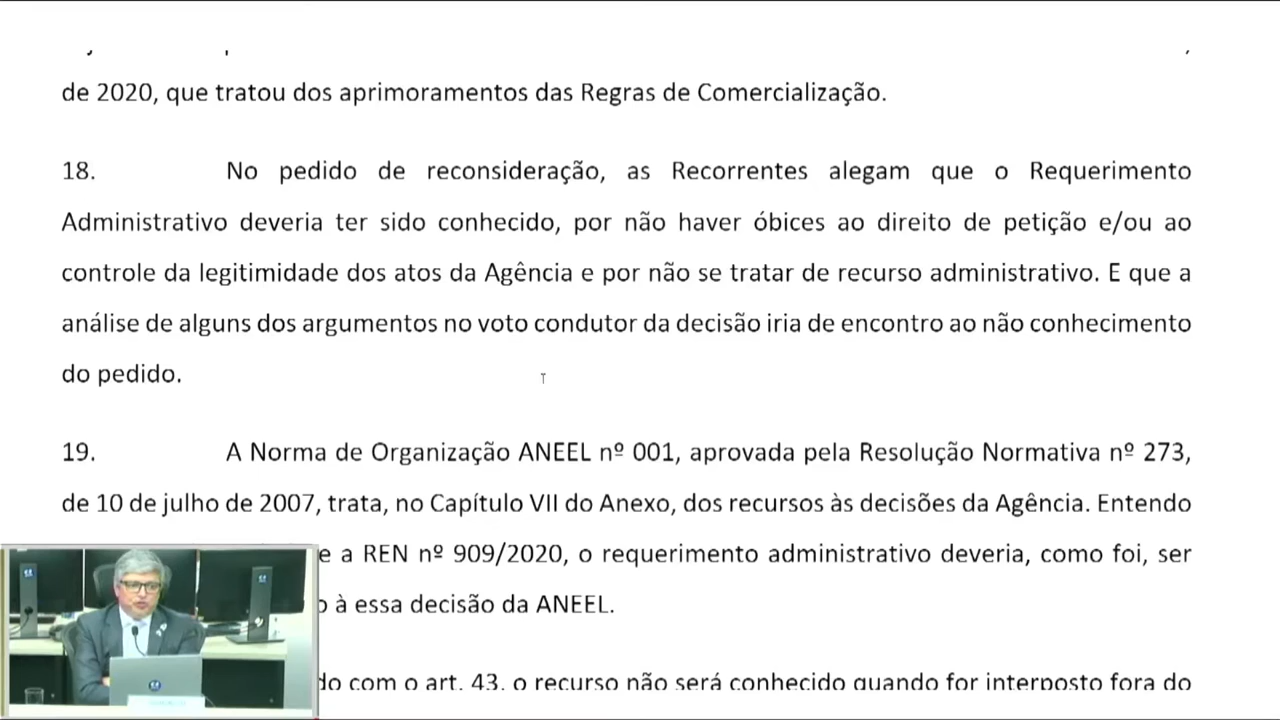 de 2020, que tratou dos aprimoramentos das Regras de Comercialização.
18. No pedido de reconsideração, as Recorrentes alegam que o Requerimento
Administrativo deveria ter sido conhecido, por não haver óbices ao direito de petição e/ou ao
controle da legitimidade dos atos da Agência e por não se tratar de recurso administrativo. E que a
análise de alguns dos argumentos no voto condutor da decisão iria de encontro ao não conhecimento
do pedido.
19. A Norma de Organização ANEEL nº 001, aprovada pela Resolução Normativa nº 273,
de 10 de julho de 2007, trata, no Capítulo VII do Anexo, dos recursos às decisões da Agência. Entendo
e a REN nº 909/2020, o requerimento administrativo deveria, como foi, ser
à essa decisão da ANEEL.
com o art. 43, o recurso não será conhecido quando for interposto fora do